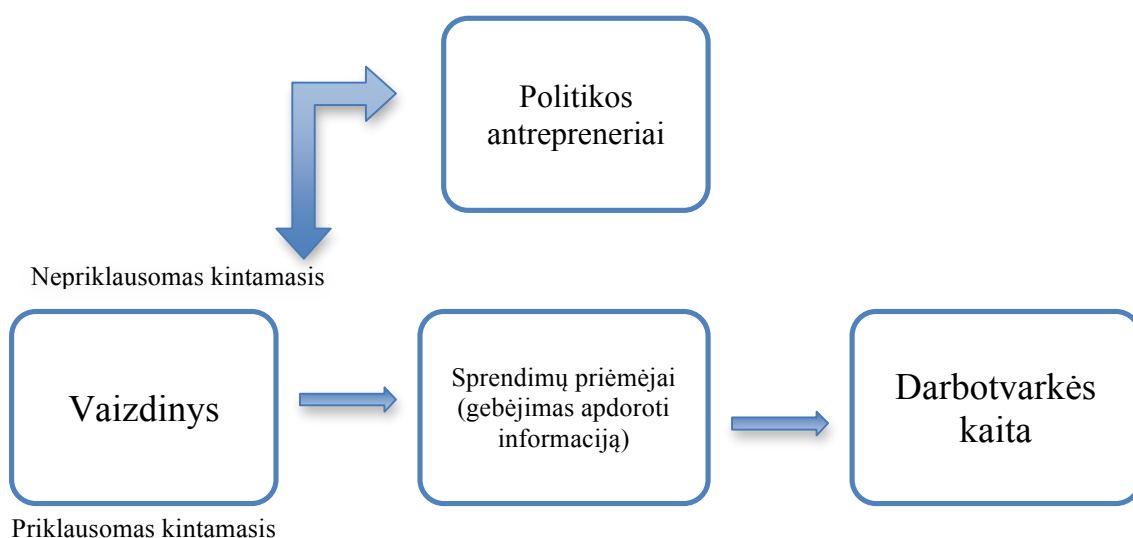 Politikos
antrepreneriai
Nepriklausomas kintamasis
Vaizdinys
Sprendimų priėmėjai
(gebėjimas apdoroti
informaciją)
Darbotvarkės
kaita
Priklausomas kintamasis